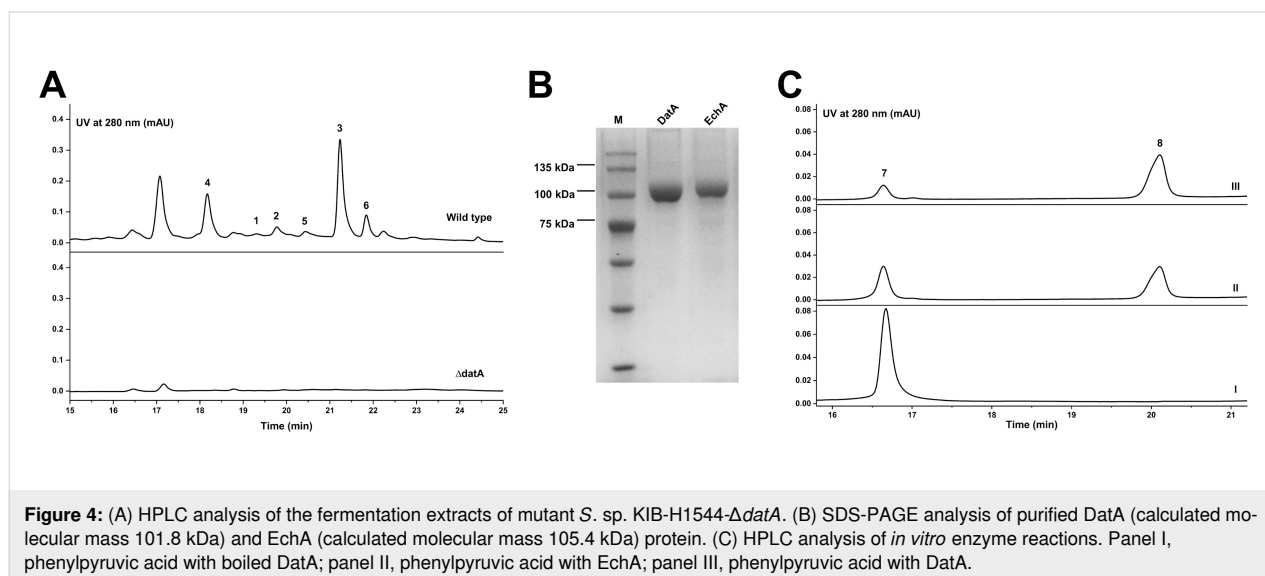 A
UV at 280 nm (mAU)
0.4
0.3
0.2
0.1
0.0
4
1
2
5
3
6
Wild type
0.4
0.3
0.2
0.1
0.0
ΔdatA
15 16 17 18 19 20 21 22 23 24 25
Time (min)
B
M DatA EchA
135 kDa
100 kDa
75 kDa
C
UV at 280 nm (mAU)
0.08
0.06
0.04
0.02
0.00
7
8
III
0.08
0.06
0.04
0.02
0.00
II
0.08
0.06
0.04
0.02
0.00
I
16 17 18 19 20 21
Time (min)
Figure 4: (A) HPLC analysis of the fermentation extracts of mutant S. sp. KIB-H1544-ΔdatA. (B) SDS-PAGE analysis of purified DatA (calculated mo-
lecular mass 101.8 kDa) and EchA (calculated molecular mass 105.4 kDa) protein. (C) HPLC analysis of in vitro enzyme reactions. Panel I,
phenylpyruvic acid with boiled DatA; panel II, phenylpyruvic acid with EchA; panel III, phenylpyruvic acid with DatA.